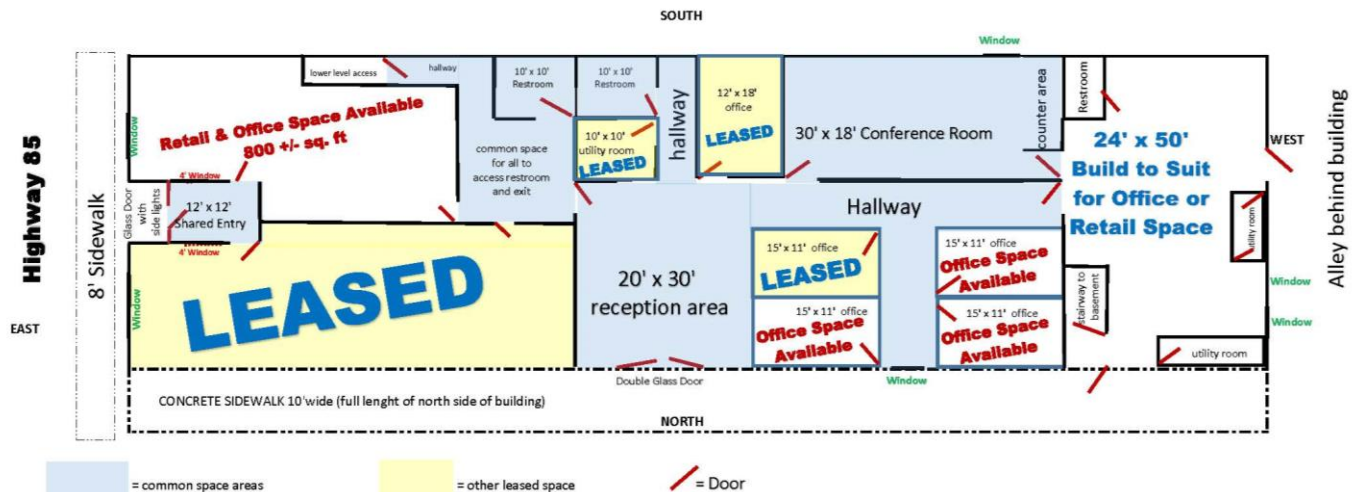 SOUTH
Window
lower level access
hallway
10' x 10'
Restroom
10' x 10'
Restroom
hallway
12' x 18'
office
LEASED
30' x 18' Conference Room
counter area
Restroom
Retail & Office Space Available
800 +/- sq. ft
Window
10' x 10'
utility room
LEASED
common space
for all to
access restroom
and exit
24' x 50'
Build to Suit
for Office or
Retail Space
WEST
Alley behind building
Highway 85
EAST
8' Sidewalk
Glass Door
with
side lights
4' Window
12' x 12'
Shared Entry
4' Window
Window
LEASED
20' x 30'
reception area
Hallway
15' x 11' office
LEASED
15' x 11' office
Office Space
Available
15' x 11' office
Office Space
Available
15' x 11' office
Office Space
Available
stairway to
basement
utility room
Window
Window
utility room
Double Glass Door
Window
CONCRETE SIDEWALK 10'wide (full lenght of north side of building)
NORTH
= common space areas
= other leased space
= Door